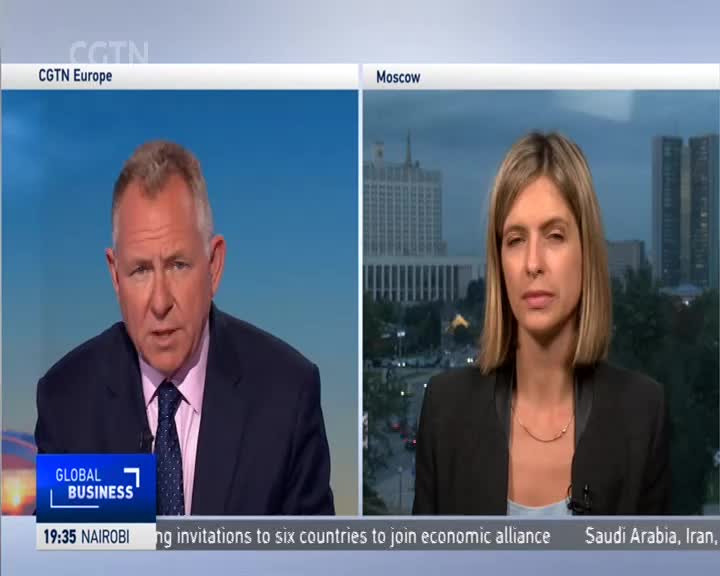 CGTN
CGTN Europe
Moscow
GLOBAL
BUSINESS
19:35 NAIROBI
invitations to six countries to join economic alliance Saudi Arabia, Iran,